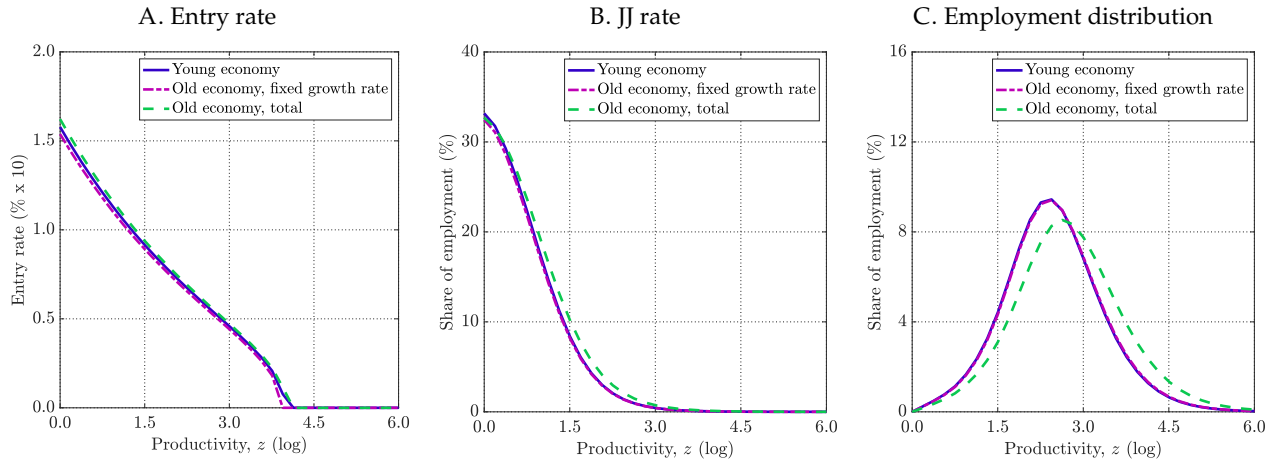 A. Entry rate
2.0
1.5
1.0
0.5
0.0
0.0
1.5
3.0
4.5
6.0
Entry rate (% x 10)
Productivity, z (log)
Young economy
Old economy, fixed growth rate
Old economy, total
B. JJ rate
40
30
20
10
0
0.0
1.5
3.0
4.5
6.0
Share of employment (%)
Productivity, z (log)
Young economy
Old economy, fixed growth rate
Old economy, total
C. Employment distribution
16
12
8
4
0
0.0
1.5
3.0
4.5
6.0
Share of employment (%)
Productivity, z (log)
Young economy
Old economy, fixed growth rate
Old economy, total